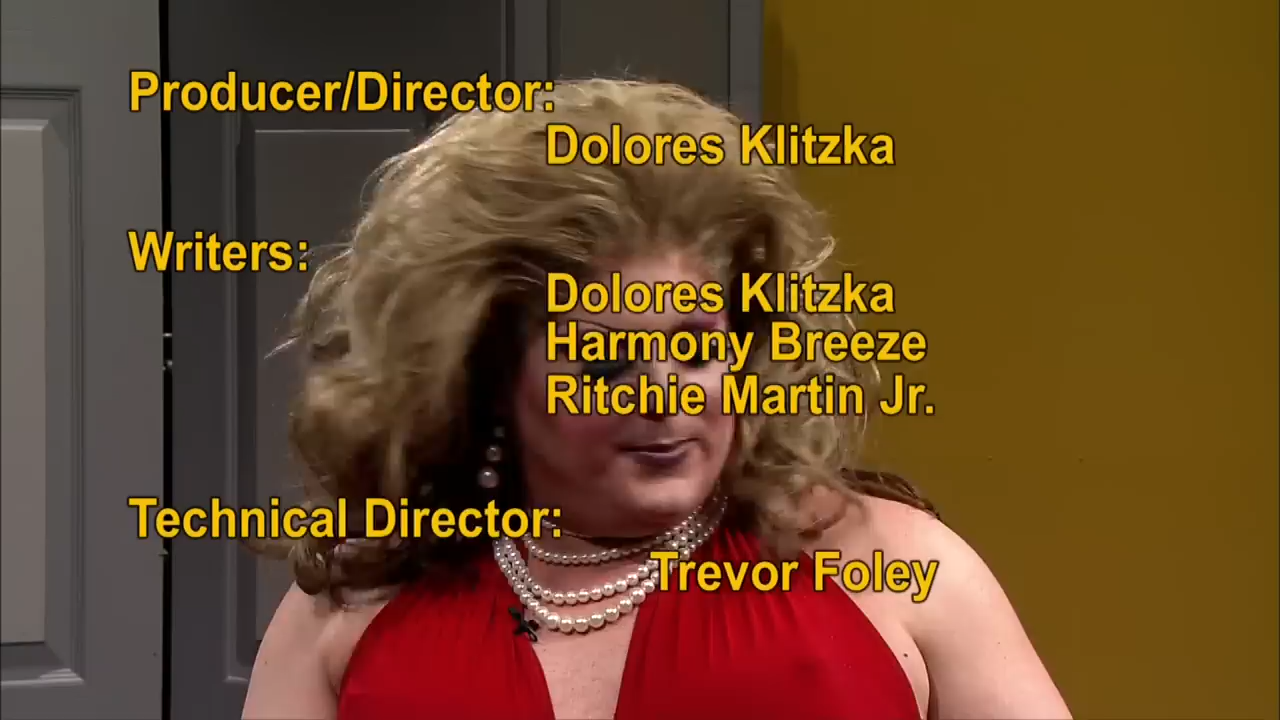 Producer/Director:
Dolores Klitzka
Writers:
Dolores Klitzka
Harmony Breeze
Ritchie Martin Jr.
Technical Director:
Trevor Foley